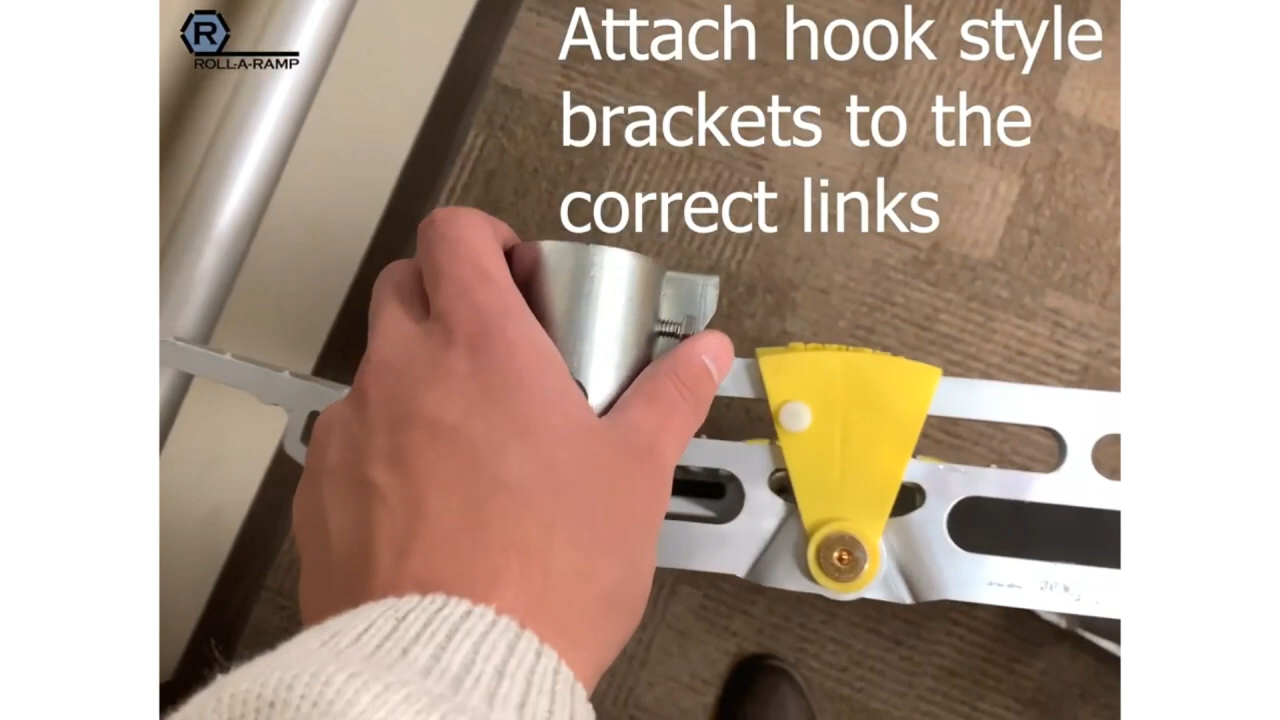 R
ROLL-A-RAMP
Attach hook style
brackets to the
correct links